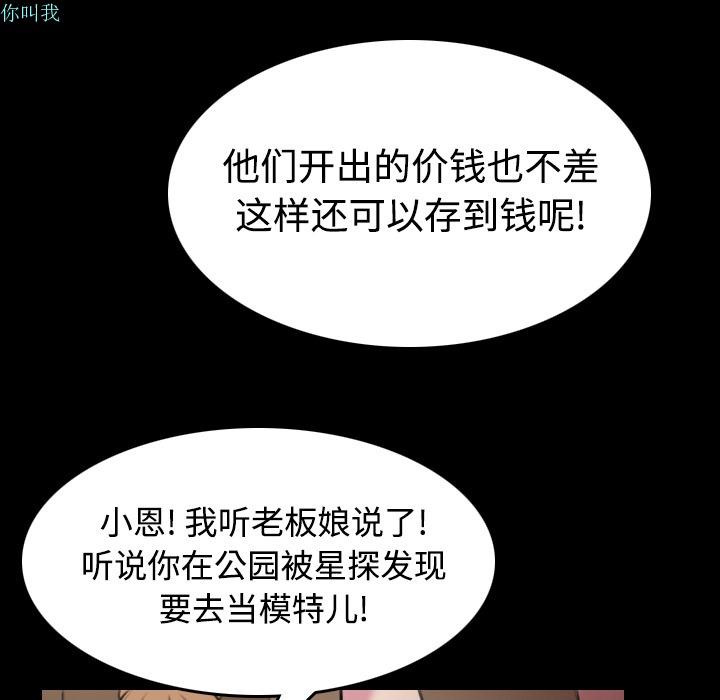 你叫我
他们开出的价钱也不差
这样还可以存到钱呢!
小恩! 我听老板娘说了!
听说你在公园被星探发现
要去当模特儿!